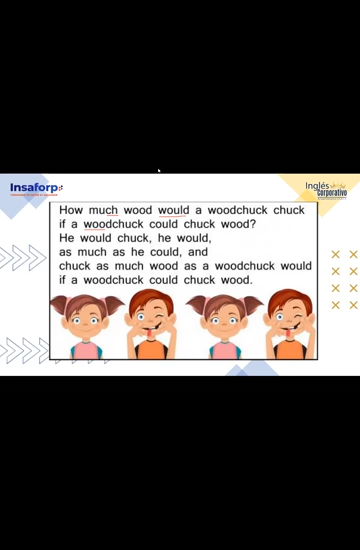 Insaforp
Inglés
Corporativo
How much wood would a woodchuck chuck
if a woodchuck could chuck wood?
He would chuck, he would,
as much as he could, and
chuck as much wood as a woodchuck would
if a woodchuck could chuck wood.